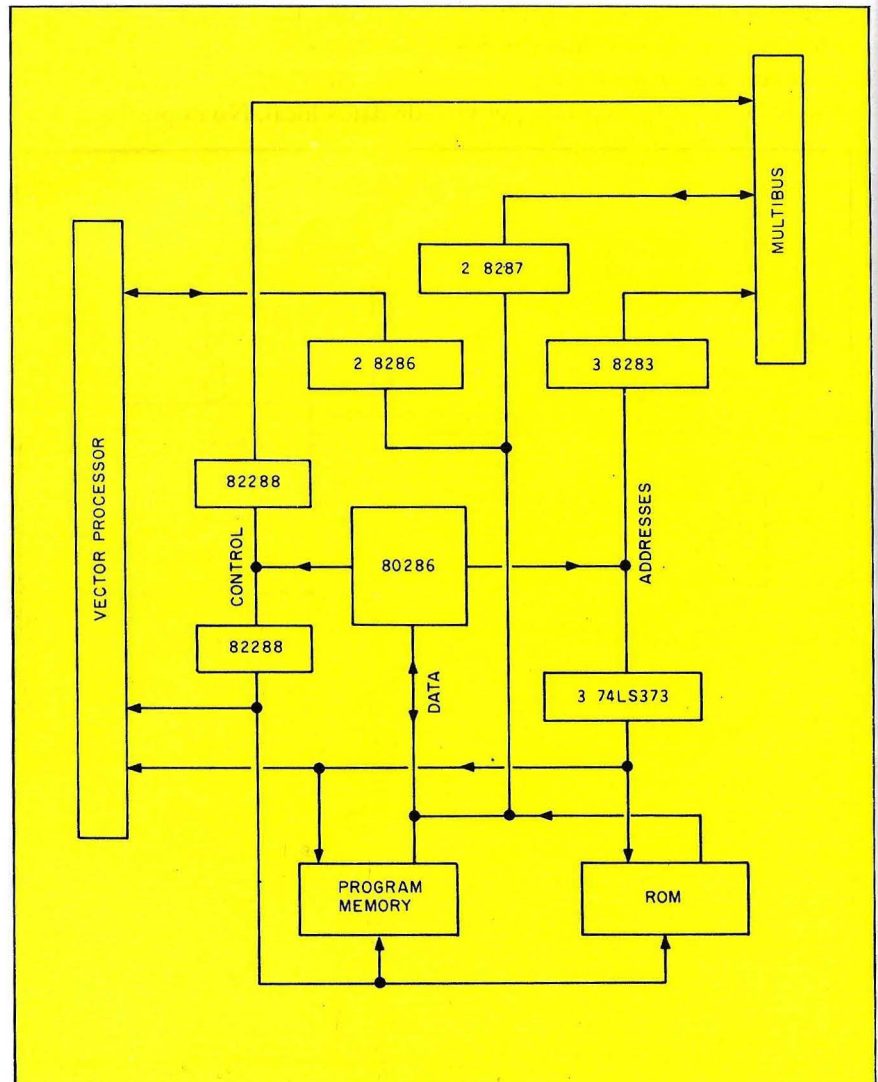 MULTIBUS
2 8287
VECTOR PROCESSOR
2 8286
3 8283
82288
CONTROL
80286
ADDRESSES
82288
DATA
3 74LS373
PROGRAM
MEMORY
ROM